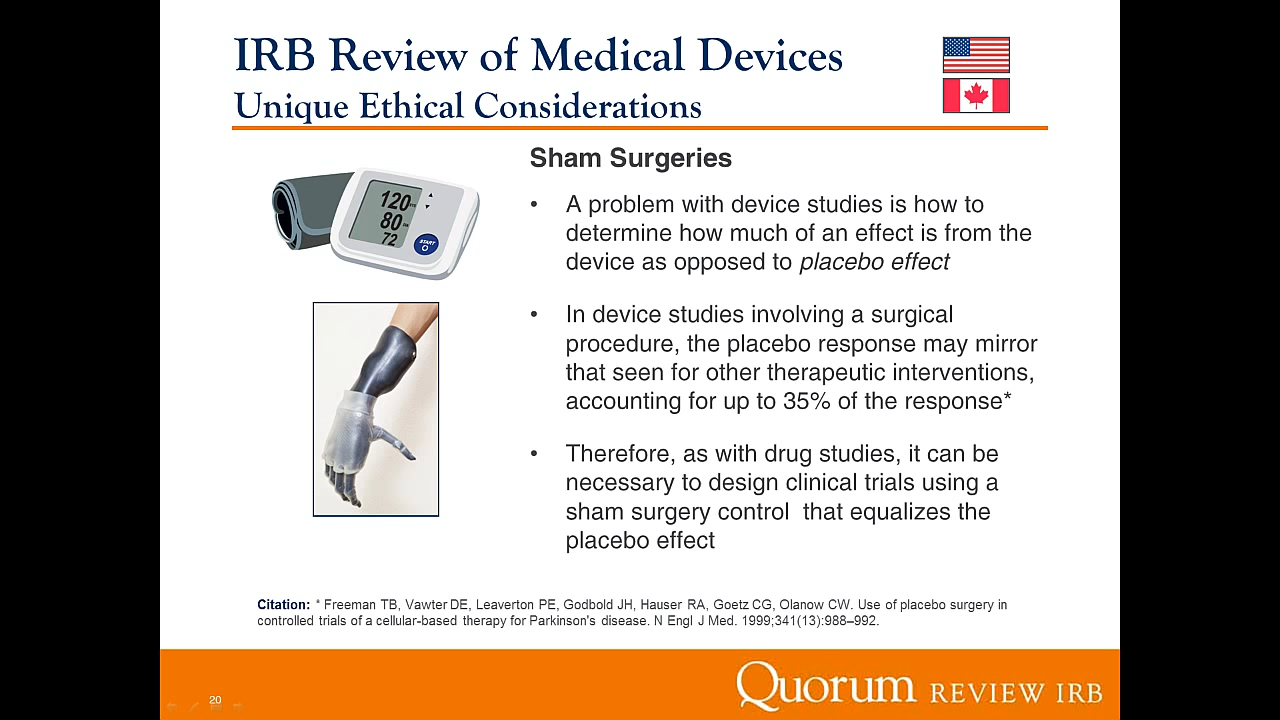 IRB Review of Medical Devices
Unique Ethical Considerations
Sham Surgeries
• A problem with device studies is how to
determine how much of an effect is from the
device as opposed to placebo effect
120
80
72
START
• In device studies involving a surgical
procedure, the placebo response may mirror
that seen for other therapeutic interventions,
accounting for up to 35% of the response*
• Therefore, as with drug studies, it can be
necessary to design clinical trials using a
sham surgery control  that equalizes the
placebo effect
Citation: * Freeman TB, Vawter DE, Leaverton PE, Godbold JH, Hauser RA, Goetz CG, Olanow CW. Use of placebo surgery in
controlled trials of a cellular-based therapy for Parkinson's disease. N Engl J Med. 1999;341(13):988–992.
20
Quorum REVIEW IRB